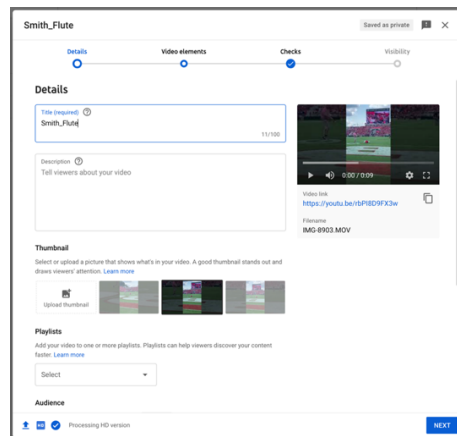 Smith_Flute
Saved as private
Details
Video elements
Checks
Visibility
Details
Title (required)
Smith_Flute
11/100
Description
Tell viewers about your video
0:00 / 0:09
Video link
https://youtu.be/rbPI8D9FX3w
Filename
IMG-8903.MOV
Thumbnail
Select or upload a picture that shows what's in your video. A good thumbnail stands out and
draws viewers' attention. Learn more
Upload thumbnail
Playlists
Add your video to one or more playlists. Playlists can help viewers discover your content
faster. Learn more
Select
Audience
HD
Processing HD version
NEXT